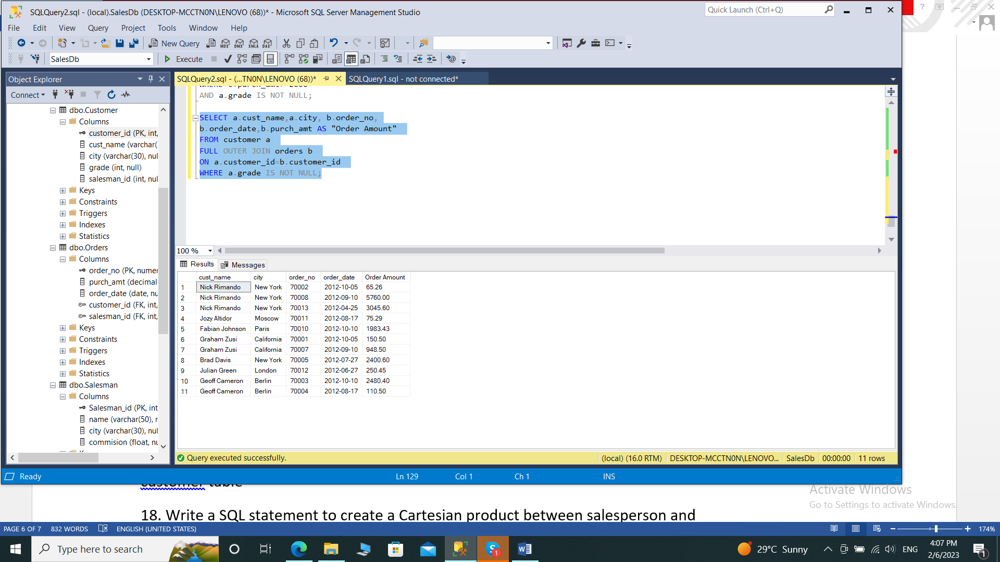 SQLQuery2.sql - (local).SalesDb (DESKTOP-MCCTN0N\LENOVO (68))* - Microsoft SQL Server Management Studio
Quick Launch (Ctrl+Q)
File Edit View Query Project Tools Window Help
New Query
MDX DMX XMLA DAX
SalesDb
Execute
Object Explorer
Connect
dbo.Customer
Columns
customer_id (PK, int,
cust_name (varchar(
city (varchar(30), nul
grade (int, null)
salesman_id (int, nul
Keys
Constraints
Triggers
Indexes
Statistics
dbo.Orders
Columns
order_no (PK, numer
purch_amt (decimal
order_date (date, nu
customer_id (FK, int,
salesman_id (FK, int,
Keys
Constraints
Triggers
Indexes
Statistics
dbo.Salesman
Columns
Salesman_id (PK, int
name (varchar(50), r
city (varchar(30), nul
commision (float, nu
SQLQuery2.sql - (...TN0N\LENOVO (68))*
SQLQuery1.sql - not connected*
AND a.grade IS NOT NULL;
SELECT a.cust_name,a.city, b.order_no,
b.order_date,b.purch_amt AS "Order Amount"
FROM customer a
FULL OUTER JOIN orders b
ON a.customer_id=b.customer_id
WHERE a.grade IS NOT NULL;
100 %
Results Messages
cust_name city order_no order_date Order Amount
1 Nick Rimando New York 70002 2012-10-05 65.26
2 Nick Rimando New York 70008 2012-09-10 5760.00
3 Nick Rimando New York 70013 2012-04-25 3045.60
4 Jozy Altidor Moscow 70011 2012-08-17 75.29
5 Fabian Johnson Paris 70010 2012-10-10 1983.43
6 Graham Zusi California 70001 2012-10-05 150.50
7 Graham Zusi California 70007 2012-09-10 948.50
8 Brad Davis New York 70005 2012-07-27 2400.60
9 Julian Green London 70012 2012-06-27 250.45
10 Geoff Cameron Berlin 70003 2012-10-10 2480.40
11 Geoff Cameron Berlin 70004 2012-08-17 110.50
Query executed successfully.
(local) (16.0 RTM) DESKTOP-MCCTN0N\LENOVO... SalesDb 00:00:00 11 rows
Ready
Ln 129 Col 1 Ch 1 INS
customer table
Activate Windows
Go to Settings to activate Windows.
18. Write a SQL statement to create a Cartesian product between salesperson and
PAGE 6 OF 7 832 WORDS ENGLISH (UNITED STATES)
174%
Type here to search
1
29°C Sunny
ENG
4:07 PM
2/6/2023
1